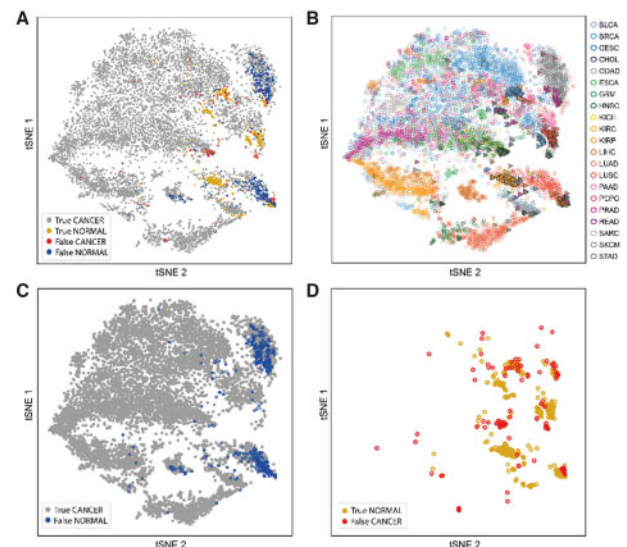 A
tSNE 1
True CANCER
True NORMAL
False CANCER
False NORMAL
tSNE 2
B
tSNE 1
tSNE 2
BLCA
BRCA
CESC
CHOL
COAD
ESCA
GBM
HNSC
KICH
KIRC
KIRP
LIHC
LUAD
LUSC
PAAD
PCPG
PRAD
READ
SARC
SKCM
STAD
C
tSNE 1
True CANCER
False NORMAL
tSNE 2
D
tSNE 1
True NORMAL
False CANCER
tSNE 2